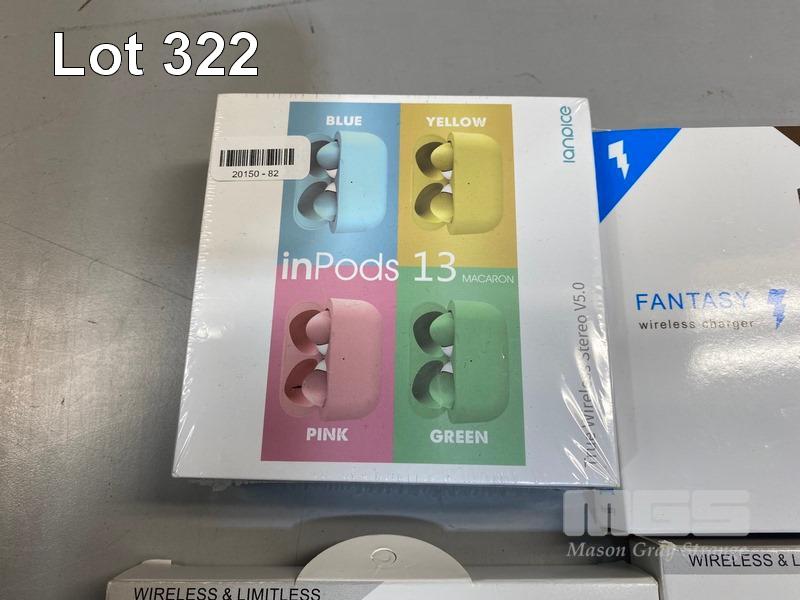 Lot 322
BLUE
YELLOW
20150 - 82
inPods 13
MACARON
PINK
GREEN
True Wireless Stereo V5.0
FANTASY
wireless charger
MGS
Mason Gray Strange
WIRELESS & LIMITLESS
WIRELESS & L